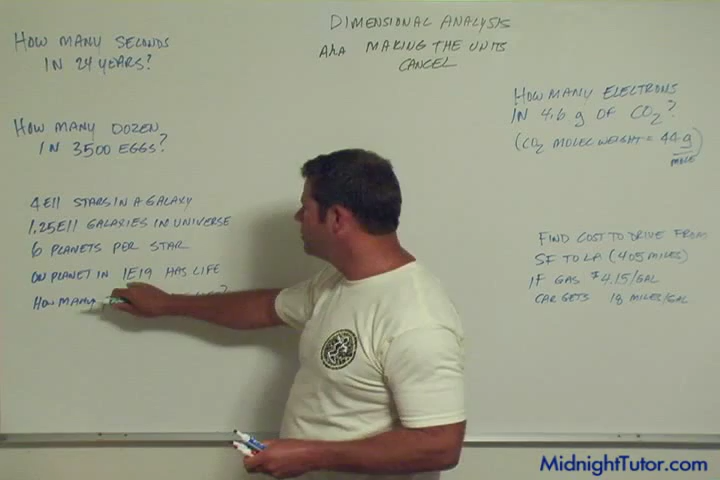 DIMENSIONAL ANALYSIS
AKA MAKING THE UNITS
CANCEL
HOW MANY SECONDS
IN 24 YEARS?
HOW MANY DOZEN
IN 3500 EGGS?
4E11 STARS IN A GALAXY
1.25E11 GALAXIES IN UNIVERSE
6 PLANETS PER STAR
ON PLANET IN 1E19 HAS LIFE
HOW MANY
HOW MANY ELECTRONS
IN 4.6 g OF CO2?
(CO2 MOLEC WEIGHT = 44 g
MOLE)
FIND COST TO DRIVE FROM
SF TO LA (405 MILES)
IF GAS $4.15/GAL
CAR GETS 18 MILES/GAL
MidnightTutor.com